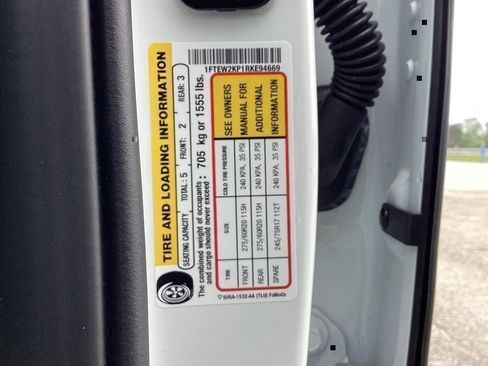 1FTEW2KP1RKE94669
TIRE AND LOADING INFORMATION
SEATING CAPACITY TOTAL: 5 FRONT: 2 REAR: 3
The combined weight of occupants
and cargo should never exceed : 705 kg or 1555 lbs.
TIRE SIZE COLD TIRE PRESSURE SEE OWNERS
FRONT 275/60R20 115H 240 KPA, 35 PSI MANUAL FOR
REAR 275/60R20 115H 240 KPA, 35 PSI ADDITIONAL
SPARE 245/75R17 112T 240 KPA, 35 PSI INFORMATION
SU5A-1532-AA (TLU) FoMoCo